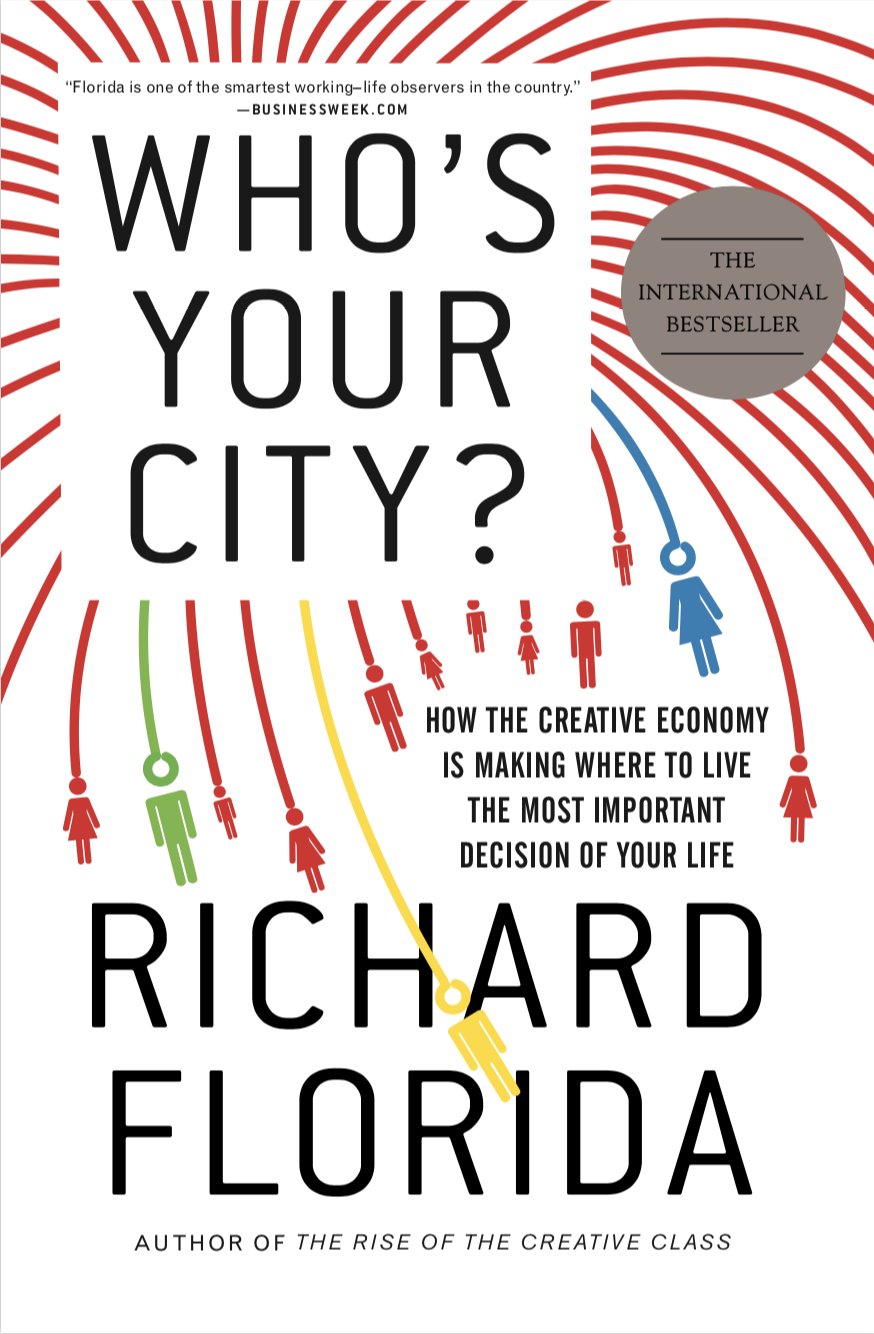 “Florida is one of the smartest working–life observers in the country.”
—BUSINESSWEEK.COM
WHO’S
YOUR
CITY?
THE
INTERNATIONAL
BESTSELLER
HOW THE CREATIVE ECONOMY
IS MAKING WHERE TO LIVE
THE MOST IMPORTANT
DECISION OF YOUR LIFE
RICHARD
FLORIDA
AUTHOR OF THE RISE OF THE CREATIVE CLASS